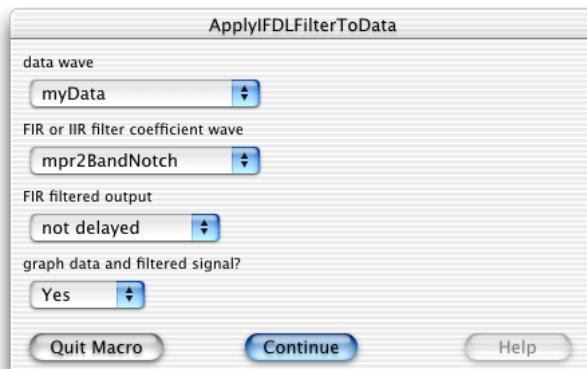 ApplyIFDLFilterToData
data wave
myData
FIR or IIR filter coefficient wave
mpr2BandNotch
FIR filtered output
not delayed
graph data and filtered signal?
Yes
Quit Macro Continue Help